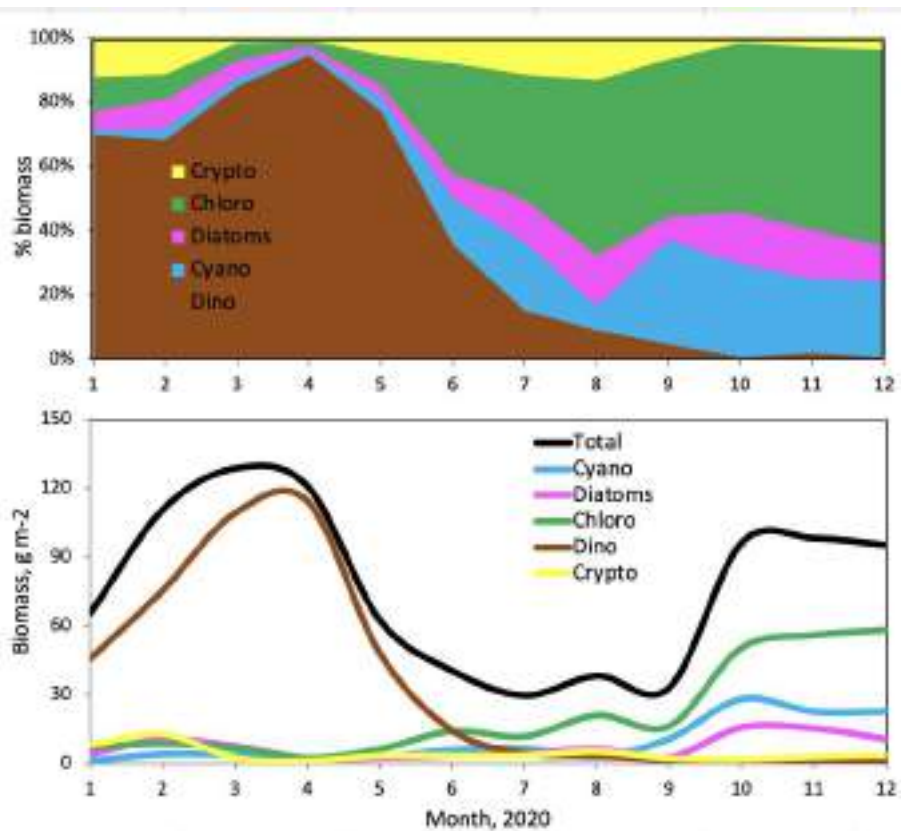 100%
80%
60%
40%
20%
0%
% biomass
Crypto
Chloro
Diatoms
Cyano
Dino
1 2 3 4 5 6 7 8 9 10 11 12
150
120
90
60
30
0
Biomass, g m-2
Total
Cyano
Diatoms
Chloro
Dino
Crypto
1 2 3 4 5 6 7 8 9 10 11 12
Month, 2020